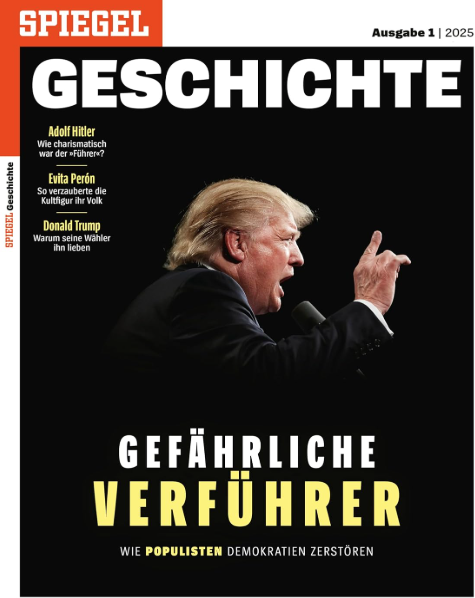 SPIEGEL
Ausgabe 1 | 2025
GESCHICHTE
Adolf Hitler
Wie charismatisch
war der »Führer«?
Evita Perón
So verzauberte die
Kultfigur ihr Volk
Donald Trump
Warum seine Wähler
ihn lieben
SPIEGEL Geschichte
GEFÄHRLICHE
VERFÜHRER
WIE POPULISTEN DEMOKRATIEN ZERSTÖREN